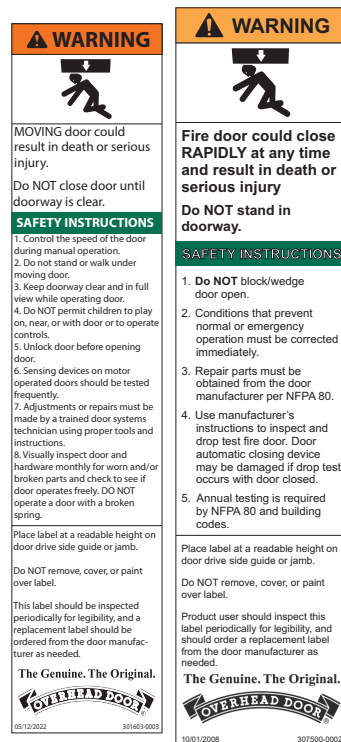 WARNING
MOVING door could
result in death or serious
injury.
Do NOT close door until
doorway is clear.
SAFETY INSTRUCTIONS
1. Control the speed of the door
during manual operation.
2. Do not stand or walk under
moving door.
3. Keep doorway clear and in full
view while operating door.
4. Do NOT permit children to play
on, near, or with door or to operate
controls.
5. Unlock door before opening
door.
6. Sensing devices on motor
operated doors should be tested
frequently.
7. Adjustments or repairs must be
made by a trained door systems
technician using proper tools and
instructions.
8. Visually inspect door and
hardware monthly for worn and/or
broken parts and check to see if
door operates freely. DO NOT
operate a door with a broken
spring.
Place label at a readable height on
door drive side guide or jamb.
Do NOT remove, cover, or paint
over label.
This label should be inspected
periodically for legibility, and a
replacement label should be
ordered from the door manufac-
turer as needed.
The Genuine. The Original.
OVERHEAD DOOR
05/12/2022 301603-0003
WARNING
Fire door could close
RAPIDLY at any time
and result in death or
serious injury
Do NOT stand in
doorway.
SAFETY INSTRUCTIONS
1. Do NOT block/wedge
door open.
2. Conditions that prevent
normal or emergency
operation must be corrected
immediately.
3. Repair parts must be
obtained from the door
manufacturer per NFPA 80.
4. Use manufacturer's
instructions to inspect and
drop test fire door. Door
automatic closing device
may be damaged if drop test
occurs with door closed.
5. Annual testing is required
by NFPA 80 and building
codes.
Place label at a readable height on
door drive side guide or jamb.
Do NOT remove, cover, or paint
over label.
Product user should inspect this
label periodically for legibility, and
should order a replacement label
from the door manufacturer as
needed.
The Genuine. The Original.
OVERHEAD DOOR
10/01/2008 307500-0002